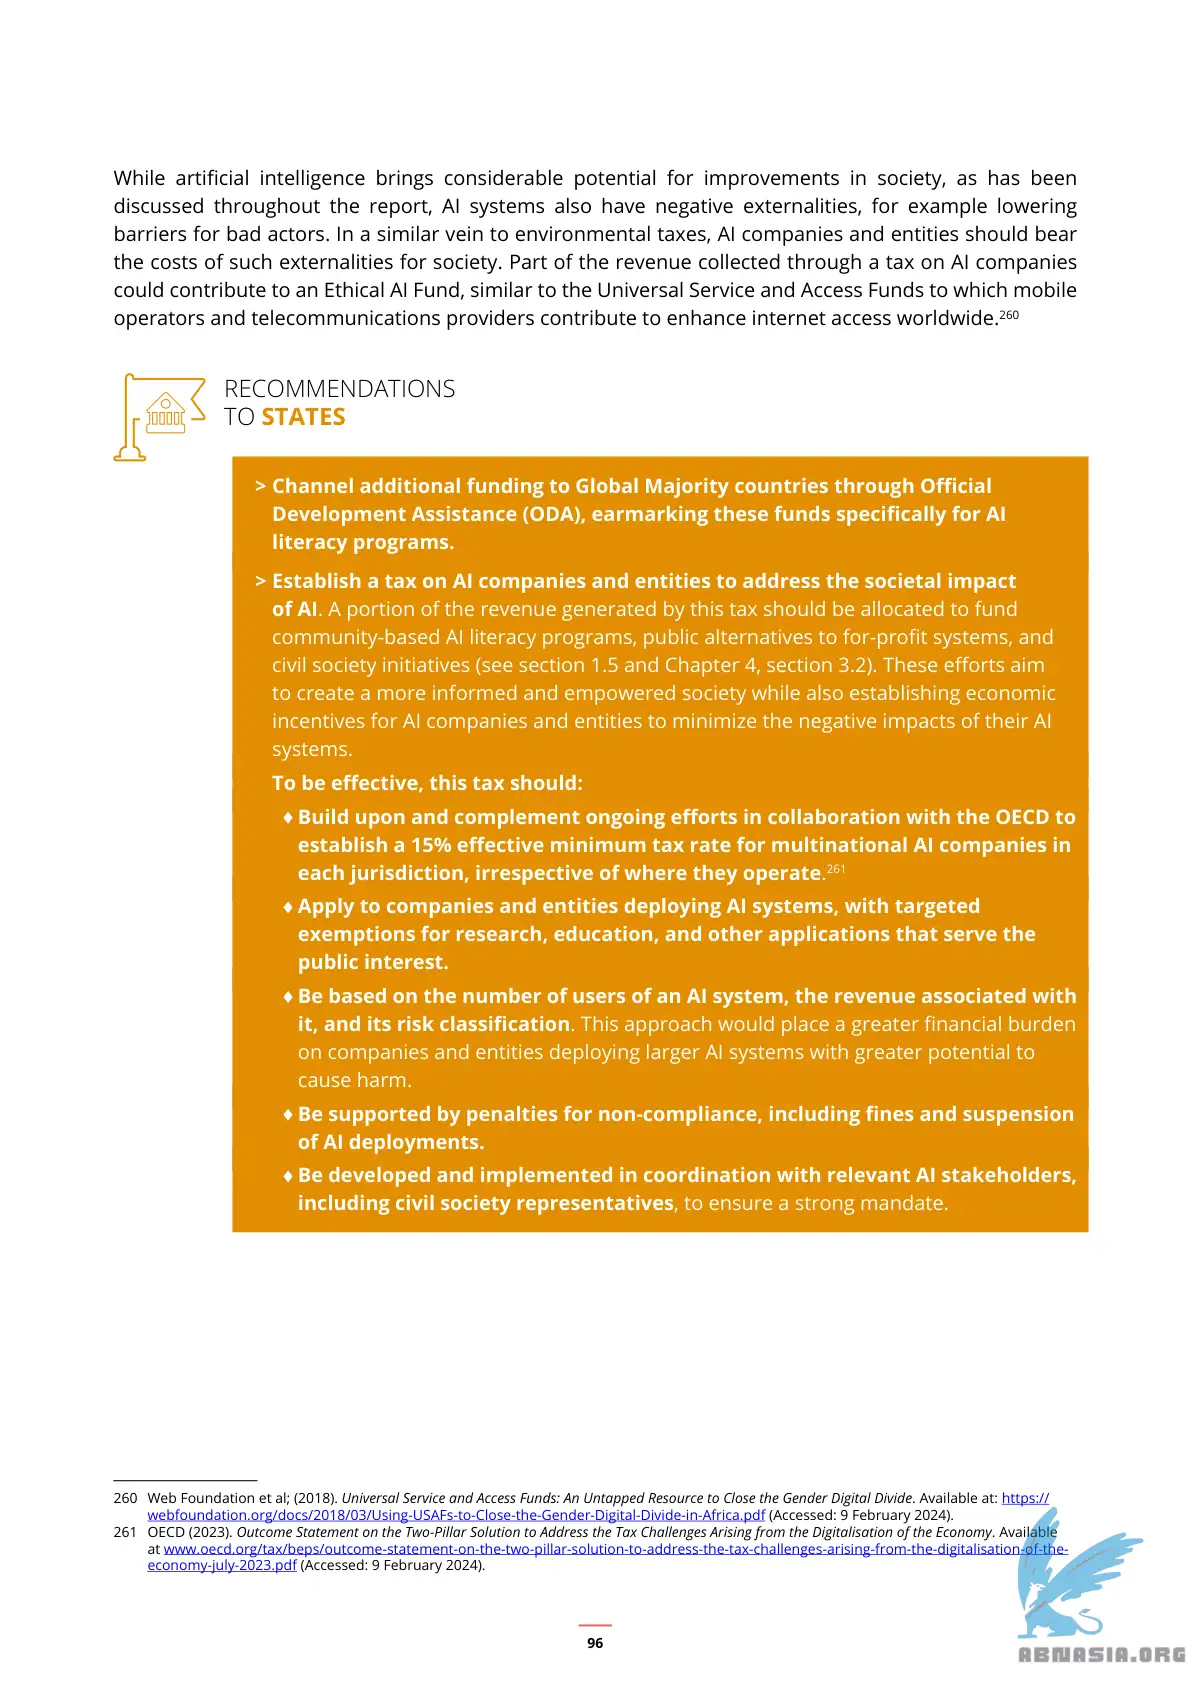 While artificial intelligence brings considerable potential for improvements in society, as has been
discussed throughout the report, AI systems also have negative externalities, for example lowering
barriers for bad actors. In a similar vein to environmental taxes, AI companies and entities should bear
the costs of such externalities for society. Part of the revenue collected through a tax on AI companies
could contribute to an Ethical AI Fund, similar to the Universal Service and Access Funds to which mobile
operators and telecommunications providers contribute to enhance internet access worldwide.260
RECOMMENDATIONS
TO STATES
> Channel additional funding to Global Majority countries through Official
Development Assistance (ODA), earmarking these funds specifically for AI
literacy programs.
> Establish a tax on AI companies and entities to address the societal impact
of AI. A portion of the revenue generated by this tax should be allocated to fund
community-based AI literacy programs, public alternatives to for-profit systems, and
civil society initiatives (see section 1.5 and Chapter 4, section 3.2). These efforts aim
to create a more informed and empowered society while also establishing economic
incentives for AI companies and entities to minimize the negative impacts of their AI
systems.
To be effective, this tax should:
♦ Build upon and complement ongoing efforts in collaboration with the OECD to
establish a 15% effective minimum tax rate for multinational AI companies in
each jurisdiction, irrespective of where they operate.261
♦ Apply to companies and entities deploying AI systems, with targeted
exemptions for research, education, and other applications that serve the
public interest.
♦ Be based on the number of users of an AI system, the revenue associated with
it, and its risk classification. This approach would place a greater financial burden
on companies and entities deploying larger AI systems with greater potential to
cause harm.
♦ Be supported by penalties for non-compliance, including fines and suspension
of AI deployments.
♦ Be developed and implemented in coordination with relevant AI stakeholders,
including civil society representatives, to ensure a strong mandate.
260 Web Foundation et al; (2018). Universal Service and Access Funds: An Untapped Resource to Close the Gender Digital Divide. Available at: https://
webfoundation.org/docs/2018/03/Using-USAFs-to-Close-the-Gender-Digital-Divide-in-Africa.pdf (Accessed: 9 February 2024).
261 OECD (2023). Outcome Statement on the Two-Pillar Solution to Address the Tax Challenges Arising from the Digitalisation of the Economy. Available
at www.oecd.org/tax/beps/outcome-statement-on-the-two-pillar-solution-to-address-the-tax-challenges-arising-from-the-digitalisation-of-the-
economy-july-2023.pdf (Accessed: 9 February 2024).
96
ABNASIA.ORG